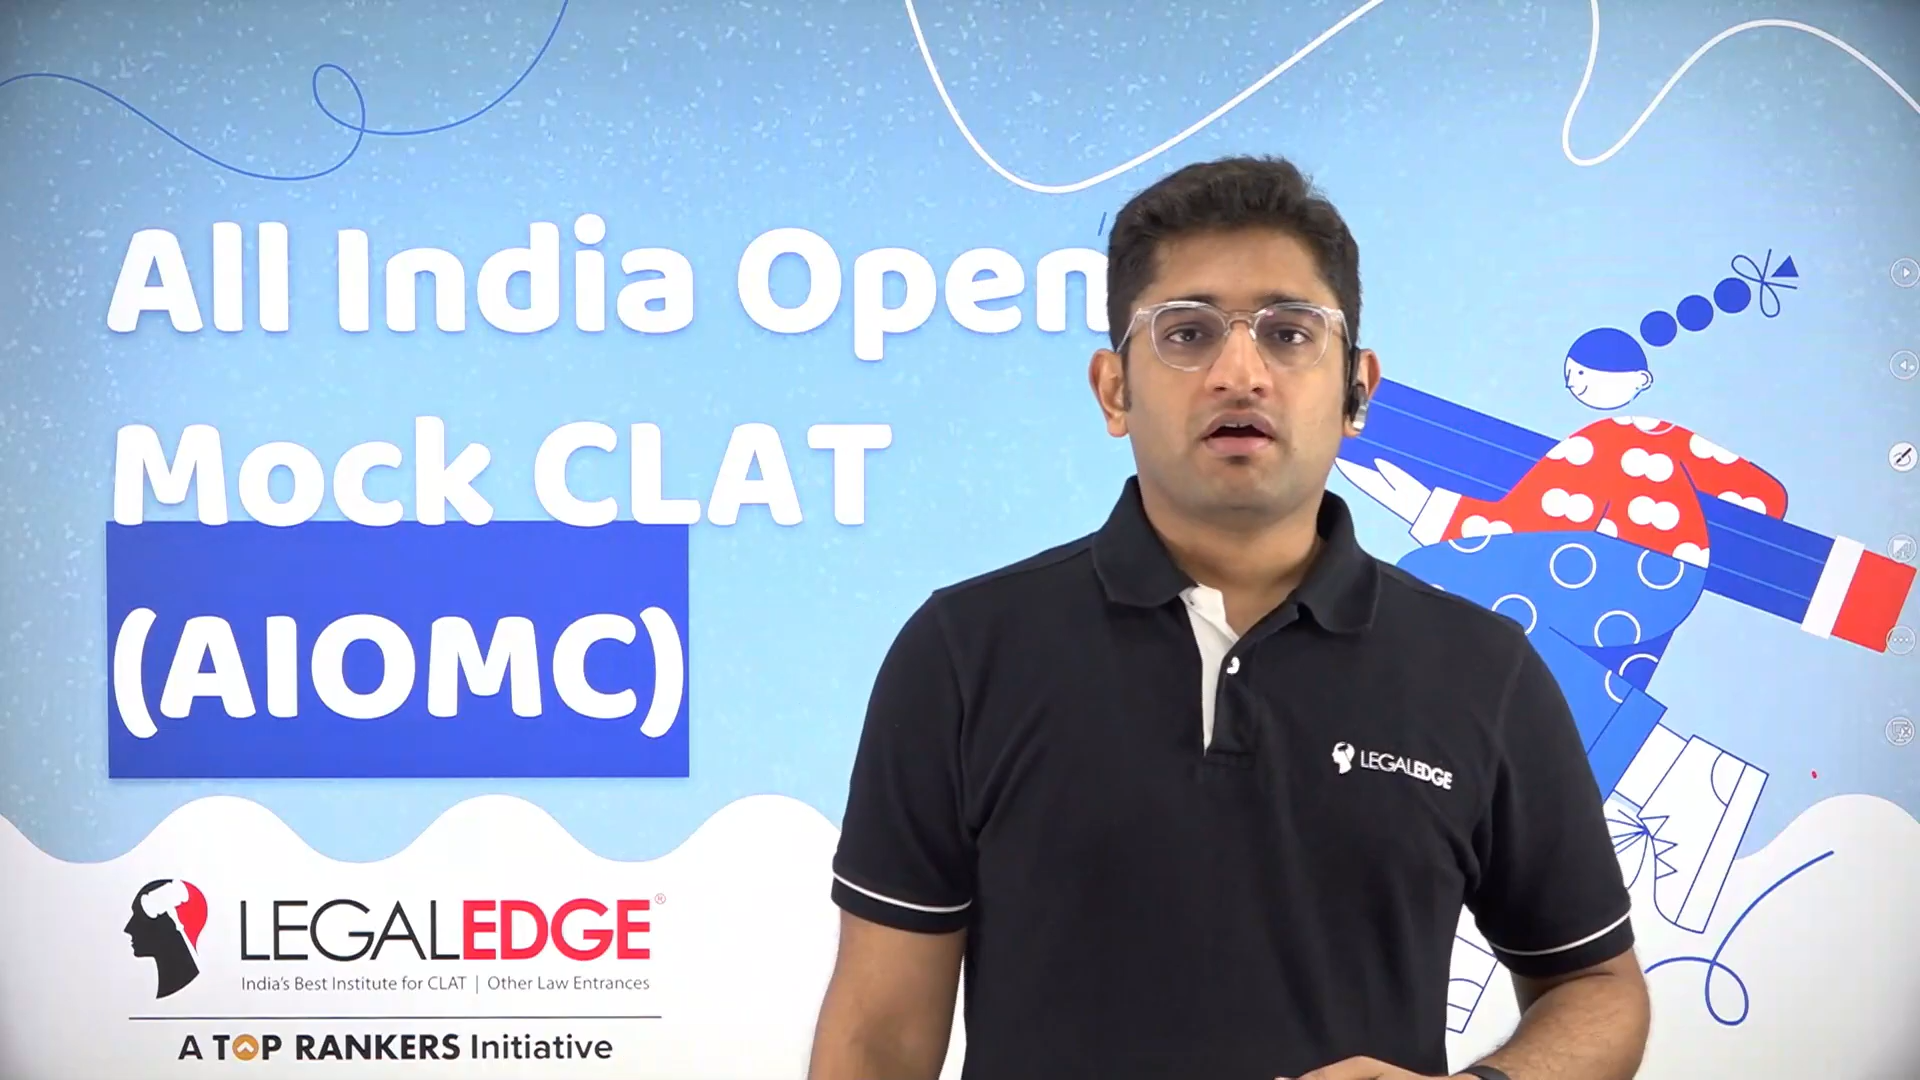 All India Open
Mock CLAT
(AIOMC)
LEGALEDGE
LEGALEDGE®
India's Best Institute for CLAT | Other Law Entrances
A TOP RANKERS Initiative